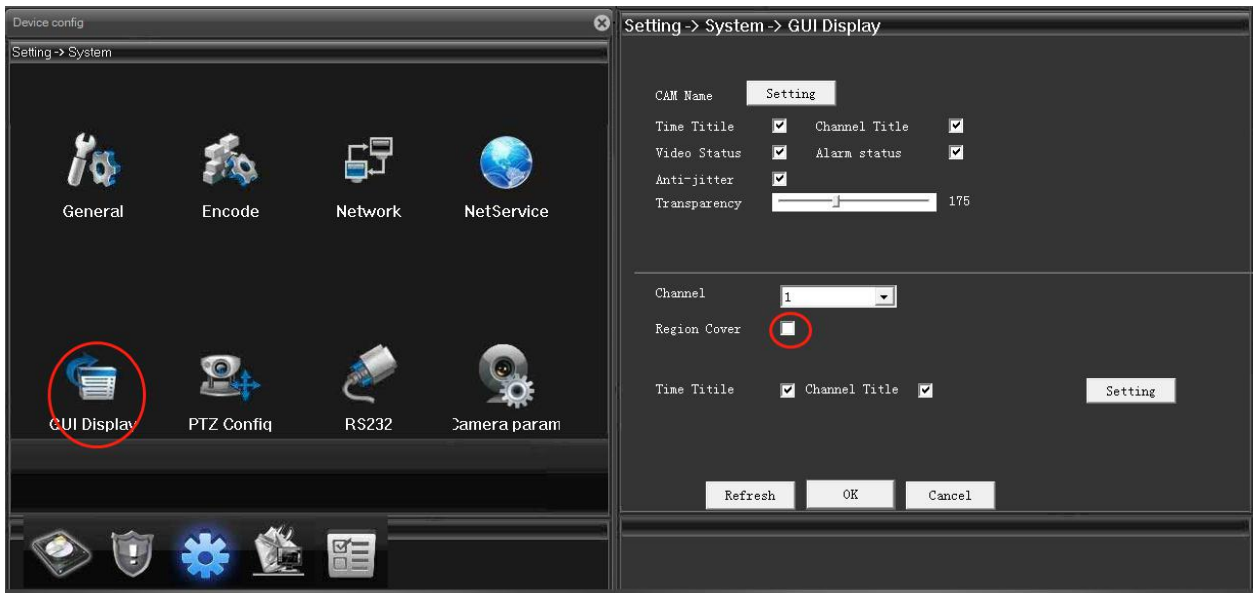 Device config
Setting -> System
General Encode Network NetService
GUI Display PTZ Config RS232 Camera param
Setting -> System -> GUI Display
CAM Name Setting
Time Titile Channel Title
Video Status Alarm status
Anti-jitter
Transparency 175
Channel 1
Region Cover
Time Titile Channel Title Setting
Refresh OK Cancel